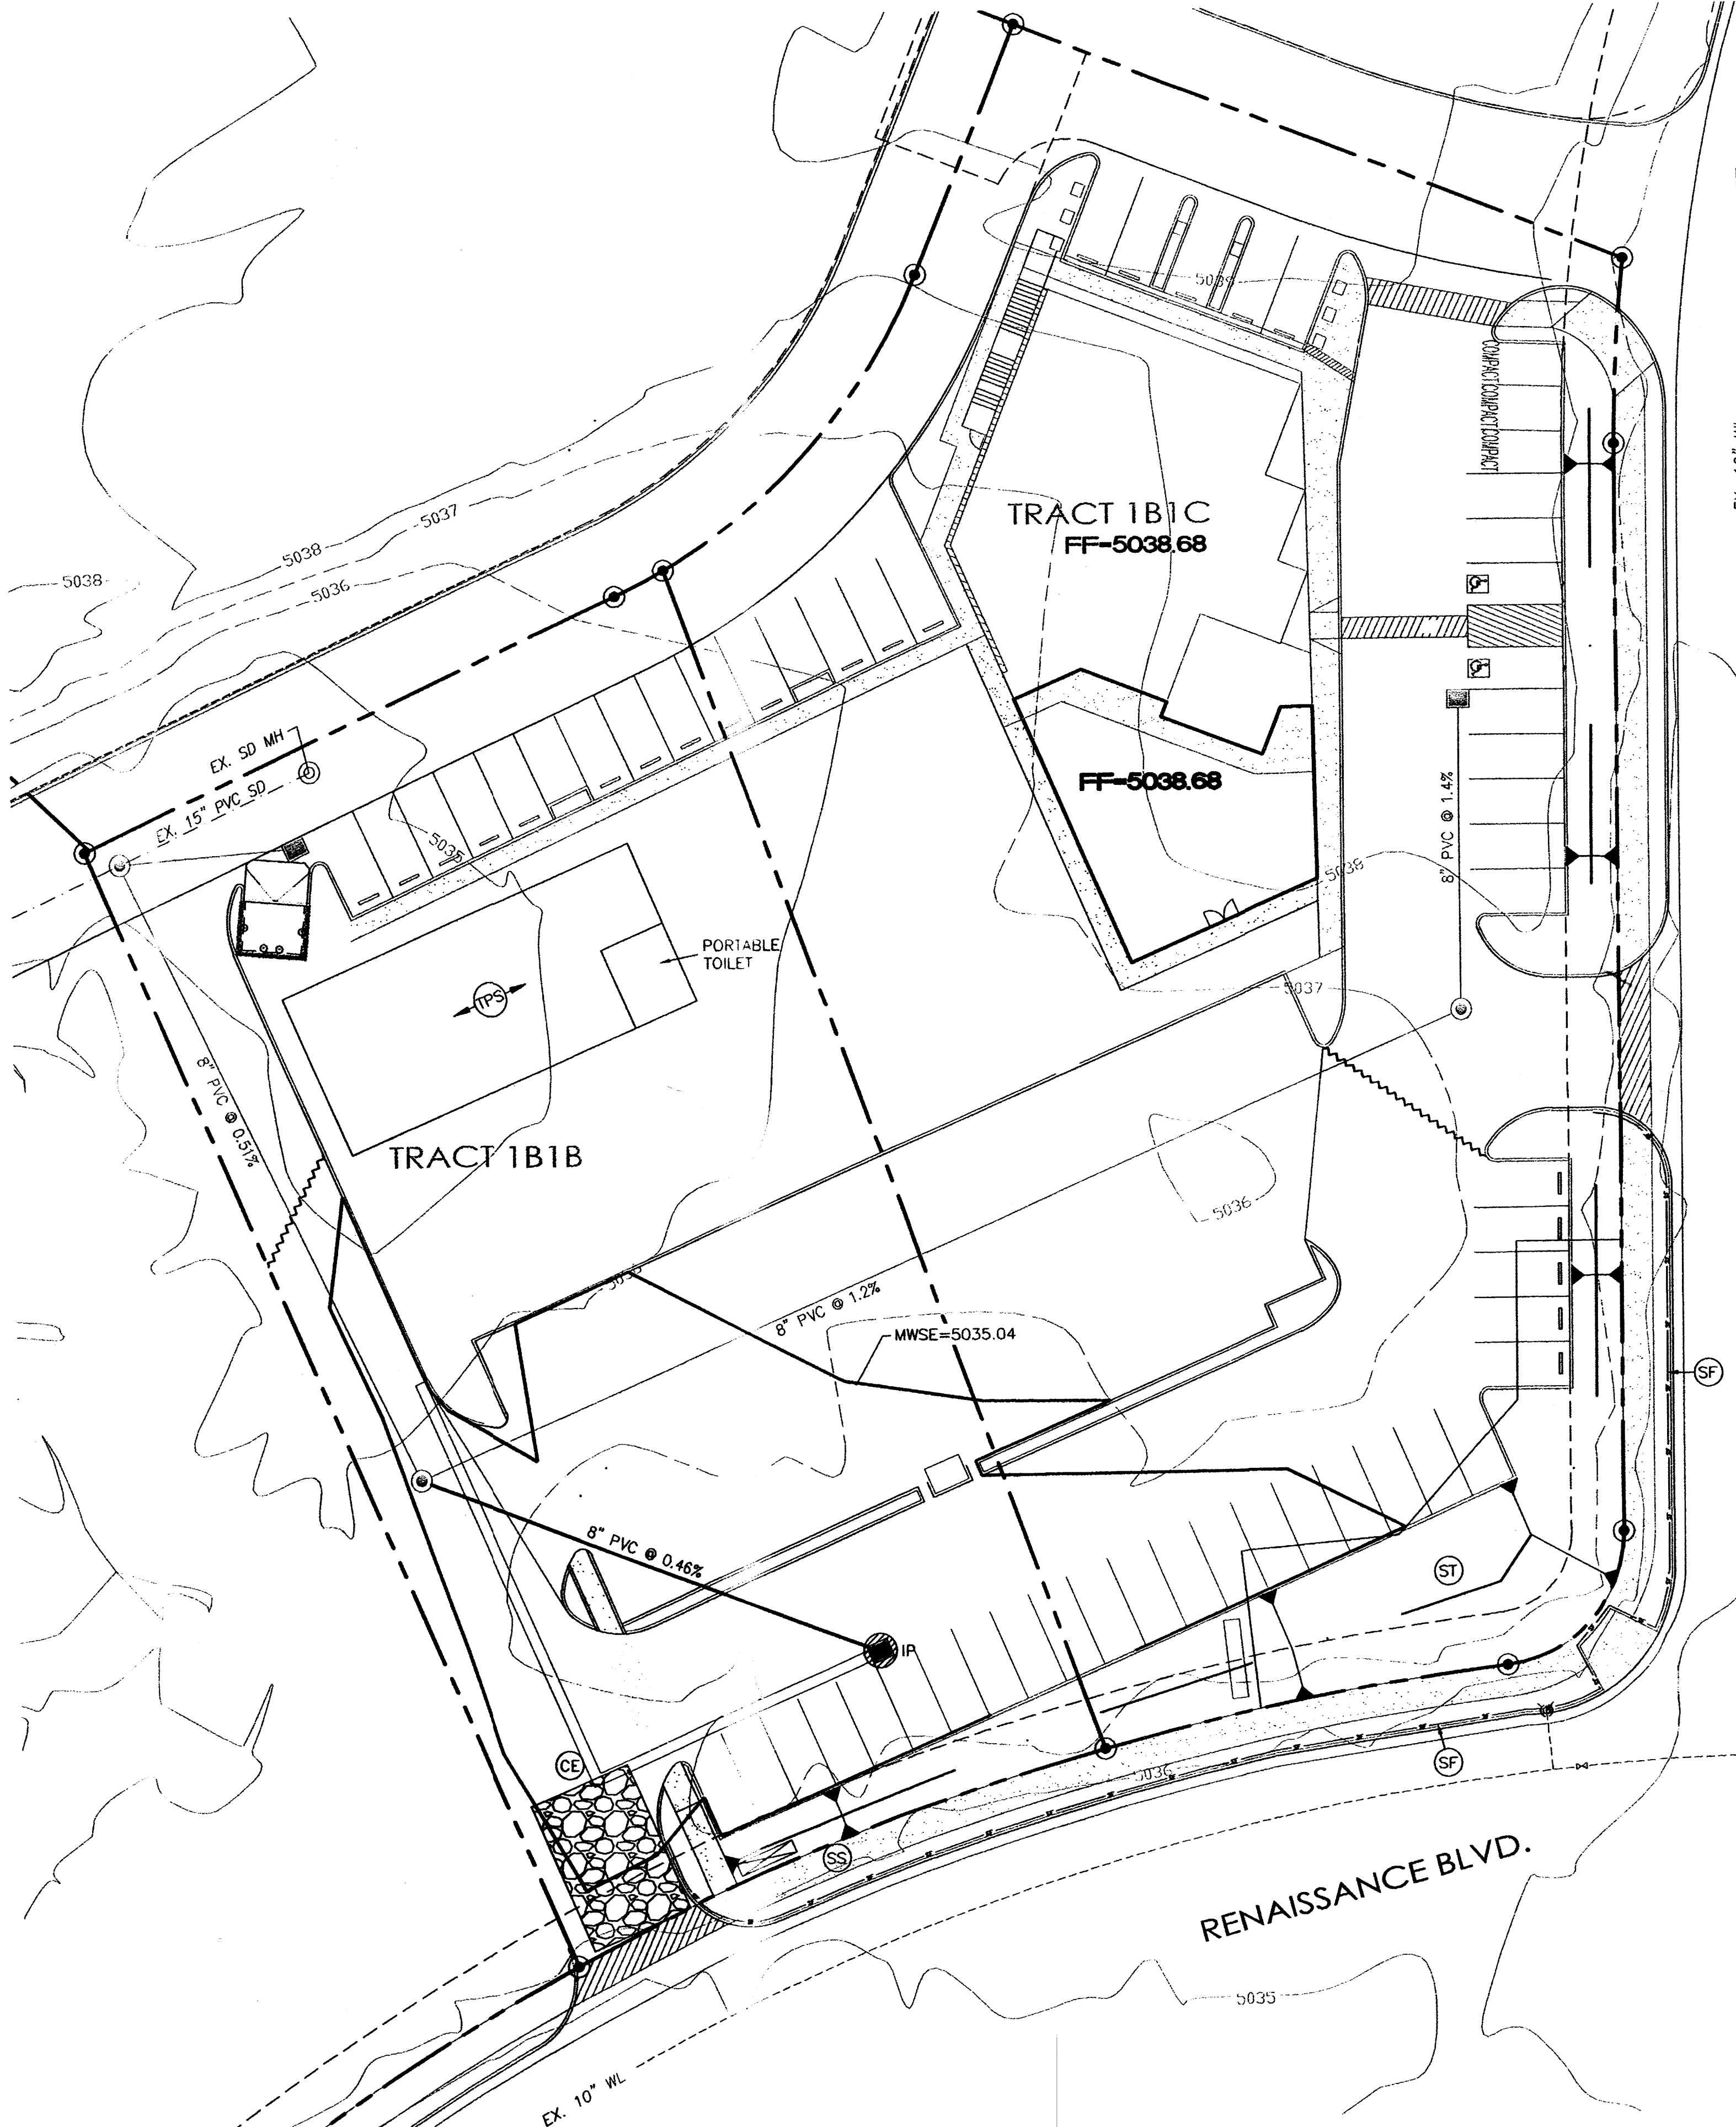 5039
COMPACT
COMPACT
COMPACT
TRACT 1B1C
FF=5038.68
5037
5038
5038
5036
EX. SD MH
EX. 15" PVC SD
FF=5038.68
8" PVC @ 1.4%
5035
5038
PORTABLE
TOILET
TPS
5037
8" PVC @ 0.51%
TRACT 1B1B
5036
8" PVC @ 1.2%
MWSE=5035.04
SF
8" PVC @ 0.46%
ST
IP
CE
5036
SF
SS
RENAISSANCE BLVD.
5035
EX. 10" WL